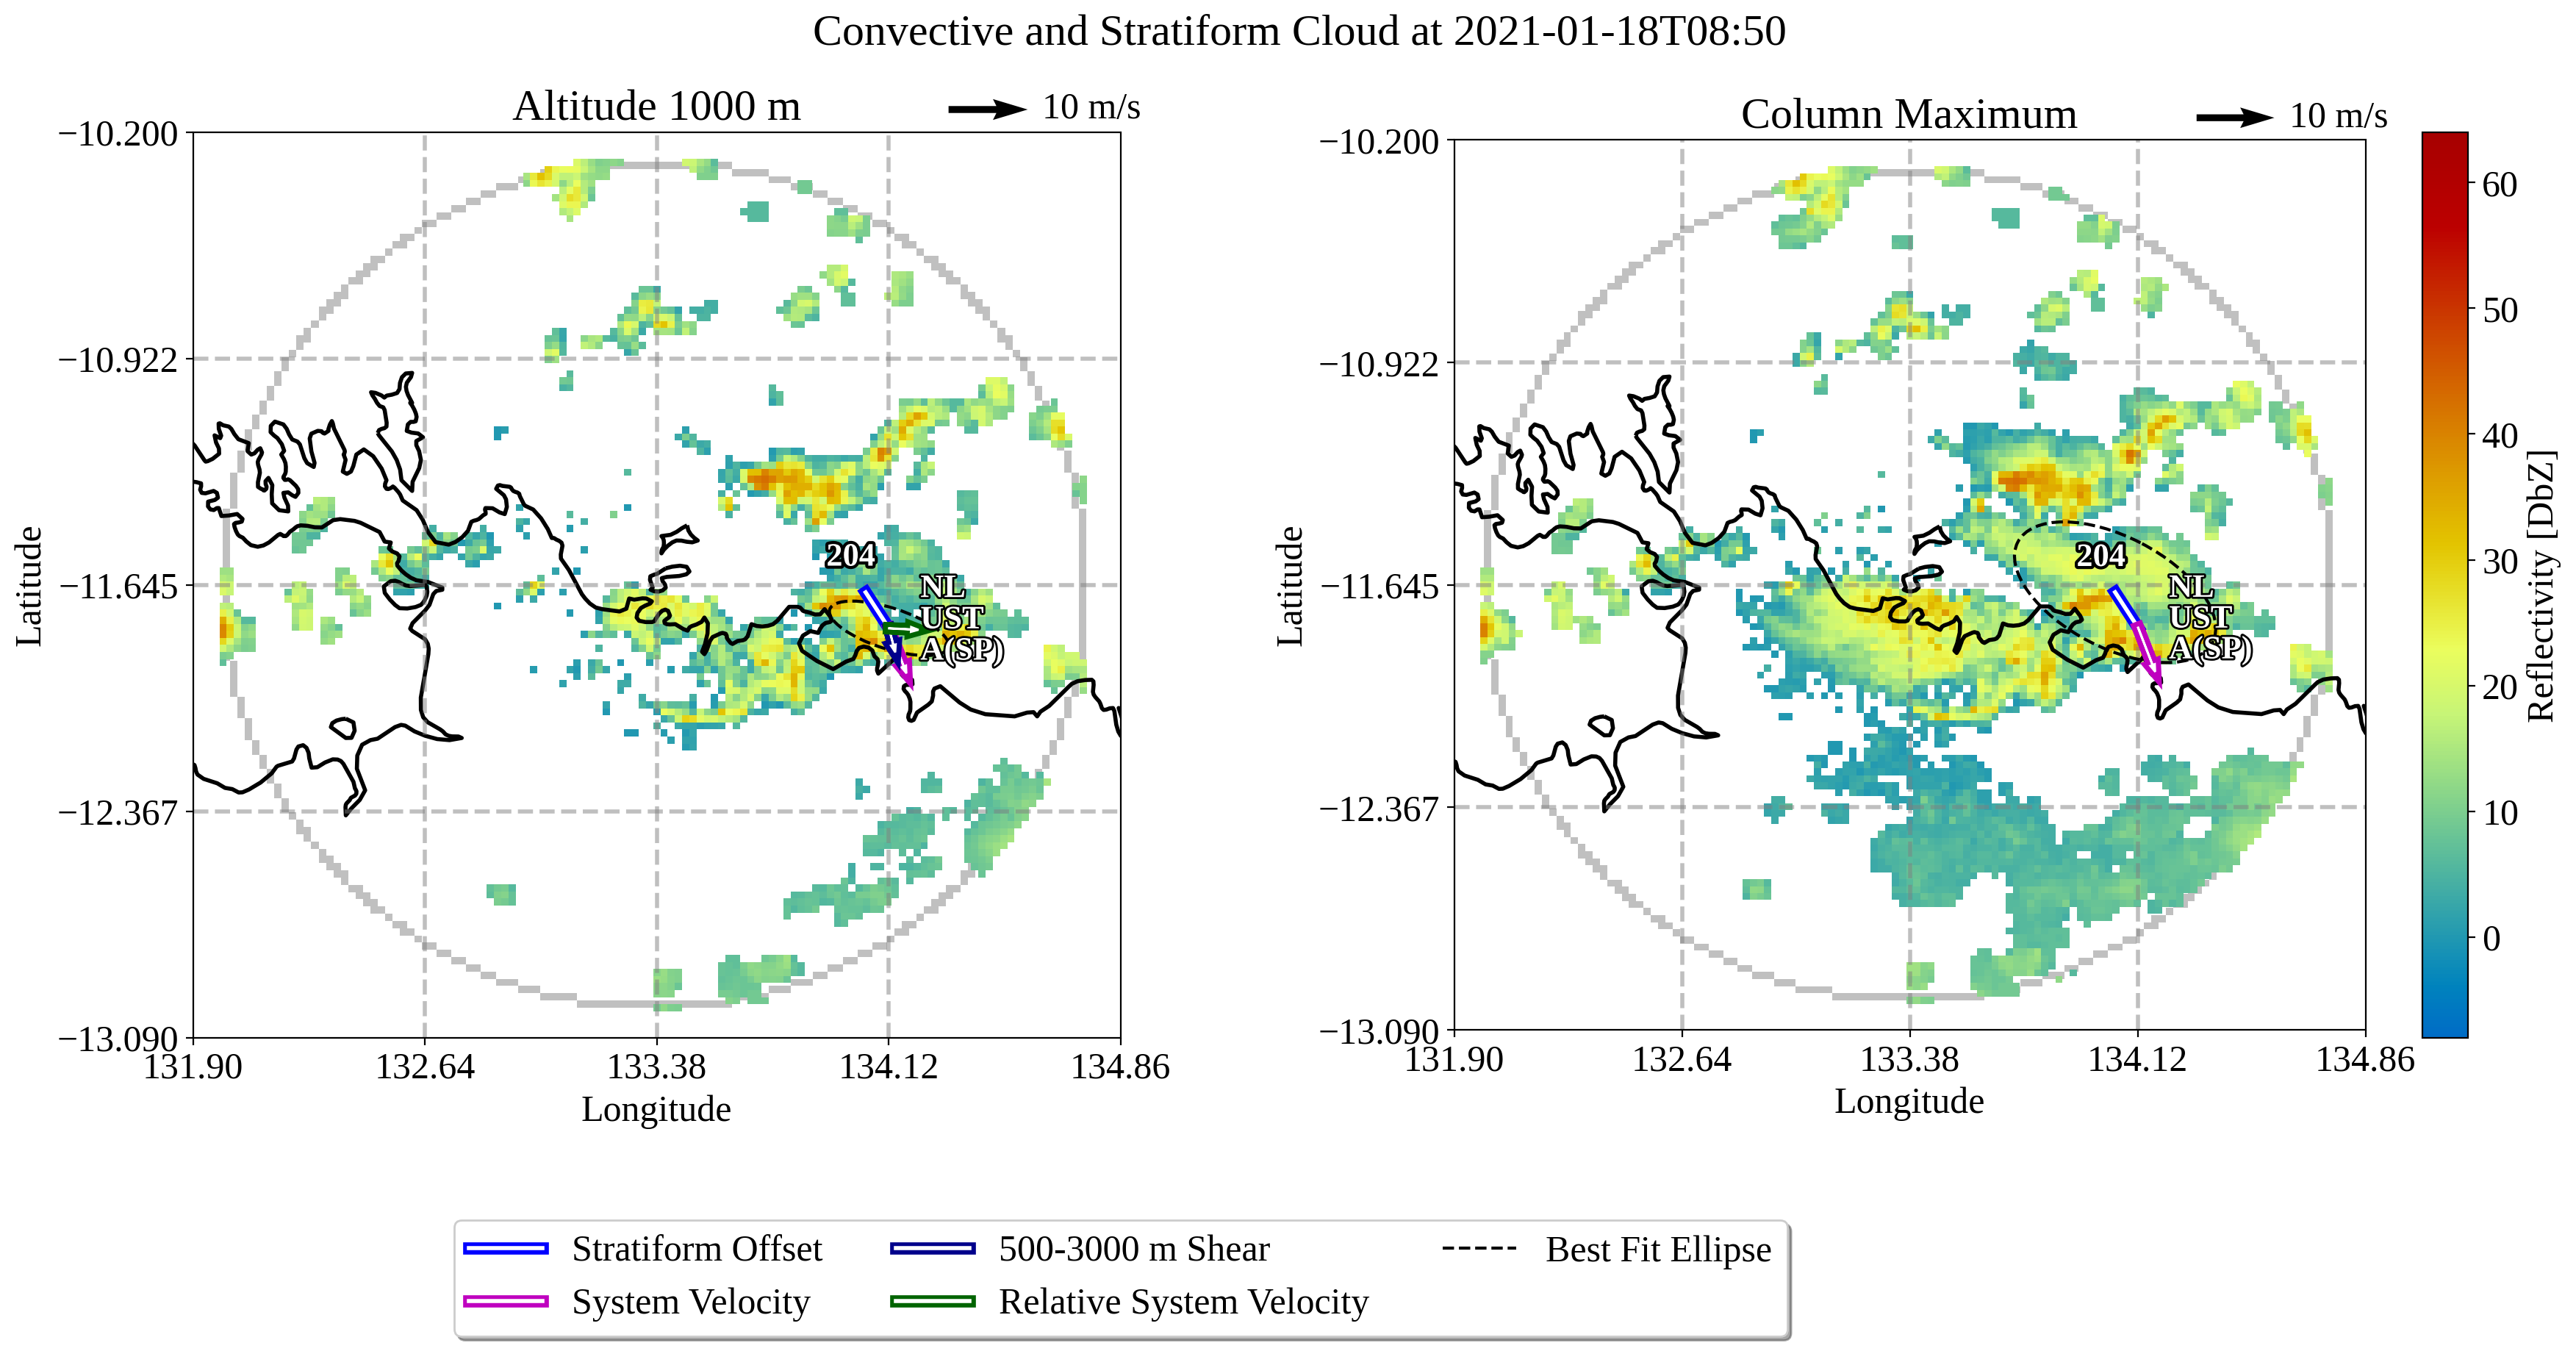 Convective and Stratiform Cloud at 2021-01-18T08:50
Altitude 1000 m
10 m/s
−10.200
−10.922
−11.645
−12.367
−13.090
131.90
132.64
133.38
134.12
134.86
Latitude
Longitude
204
NL
UST
A(SP)
Column Maximum
10 m/s
−10.200
−10.922
−11.645
−12.367
−13.090
131.90
132.64
133.38
134.12
134.86
Latitude
Longitude
204
NL
UST
A(SP)
60
50
40
30
20
10
0
Reflectivity [DbZ]
Stratiform Offset
System Velocity
500-3000 m Shear
Relative System Velocity
Best Fit Ellipse